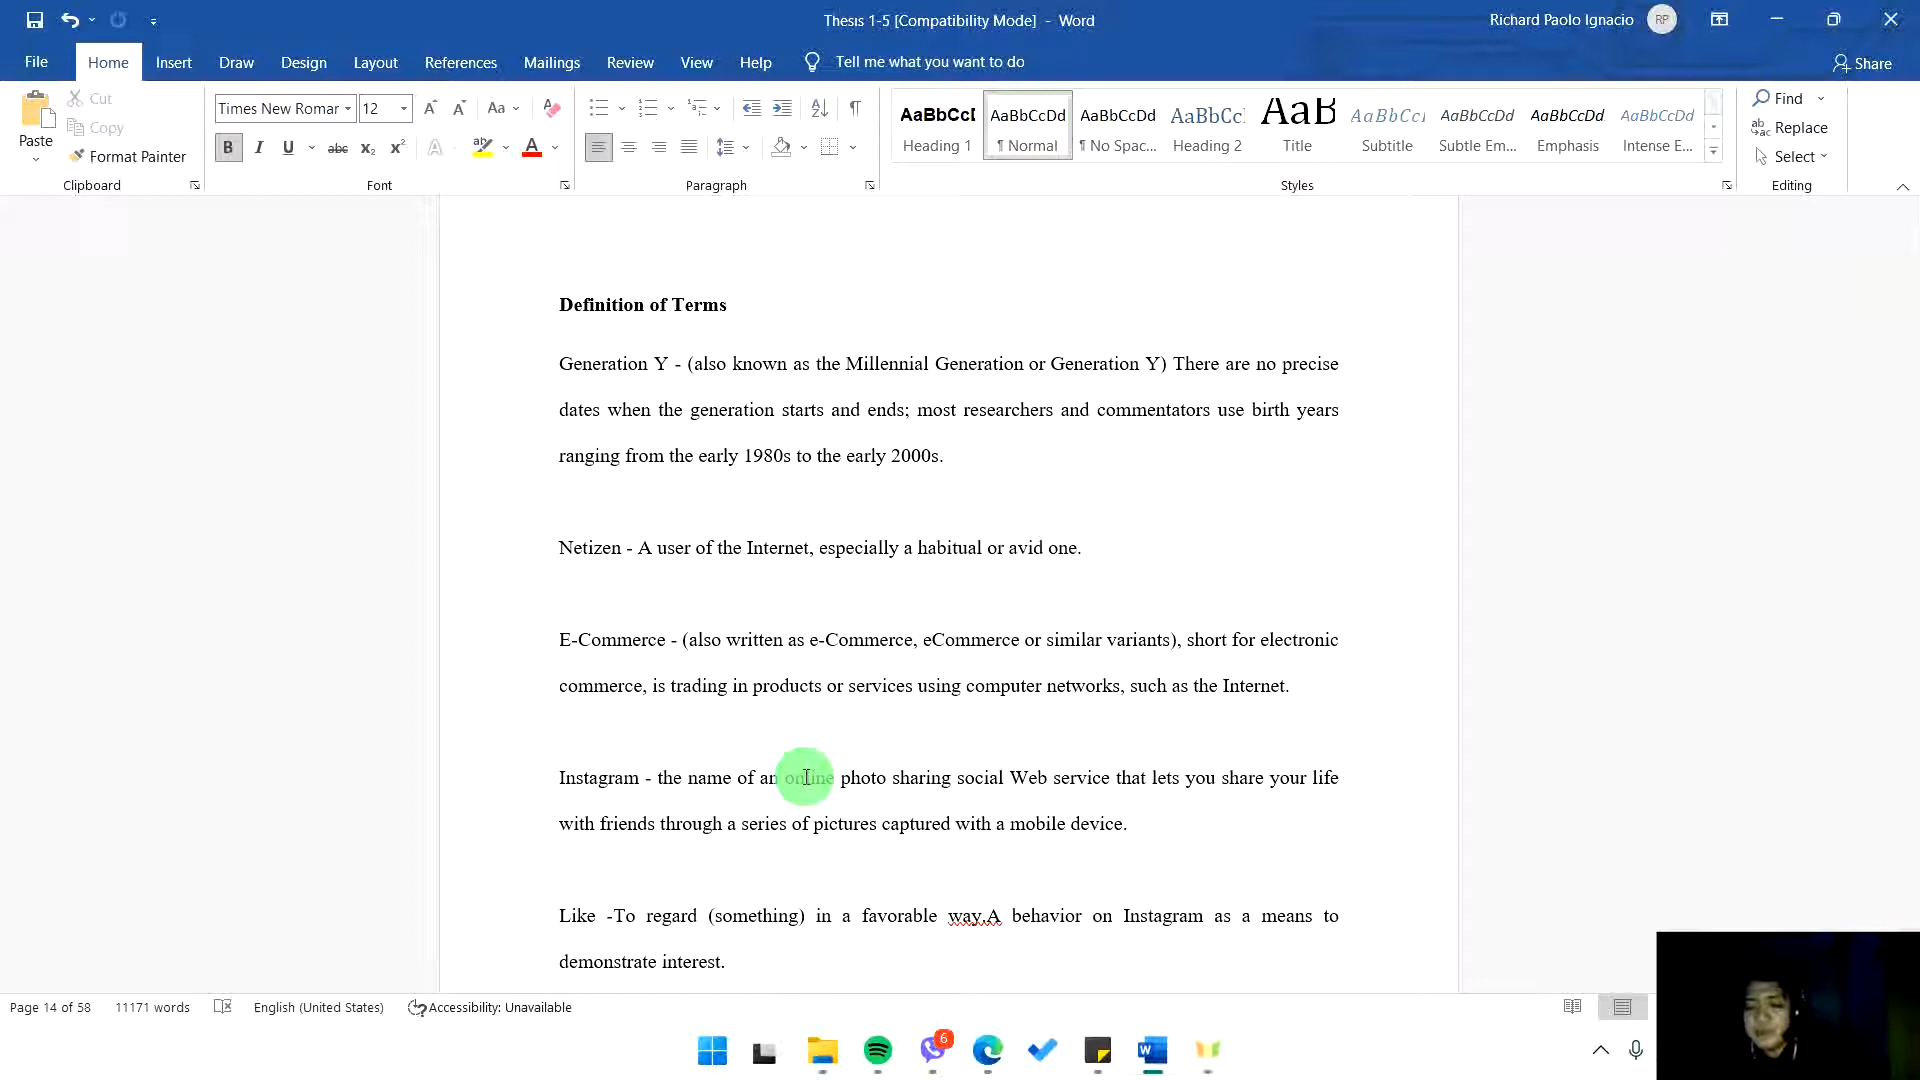 Thesis 1-5 [Compatibility Mode] - Word
Richard Paolo Ignacio
RP
File Home Insert Draw Design Layout References Mailings Review View Help Tell me what you want to do
Share
Paste
Cut
Copy
Format Painter
Clipboard
Times New Romar 12
Aa
B I U abc x₂ x² A A
Font
Paragraph
AaBbCcI AaBbCcDd AaBbCcDd AaBbCc AaB AaBbCcI AaBbCcDd AaBbCcDd AaBbCcDd
Heading 1 ¶ Normal ¶ No Spac... Heading 2 Title Subtitle Subtle Em... Emphasis Intense E...
Styles
Find
Replace
Select
Editing
Definition of Terms
Generation Y - (also known as the Millennial Generation or Generation Y) There are no precise
dates when the generation starts and ends; most researchers and commentators use birth years
ranging from the early 1980s to the early 2000s.
Netizen - A user of the Internet, especially a habitual or avid one.
E-Commerce - (also written as e-Commerce, eCommerce or similar variants), short for electronic
commerce, is trading in products or services using computer networks, such as the Internet.
Instagram - the name of an online photo sharing social Web service that lets you share your life
with friends through a series of pictures captured with a mobile device.
Like -To regard (something) in a favorable way.A behavior on Instagram as a means to
demonstrate interest.
Page 14 of 58 11171 words English (United States) Accessibility: Unavailable
6